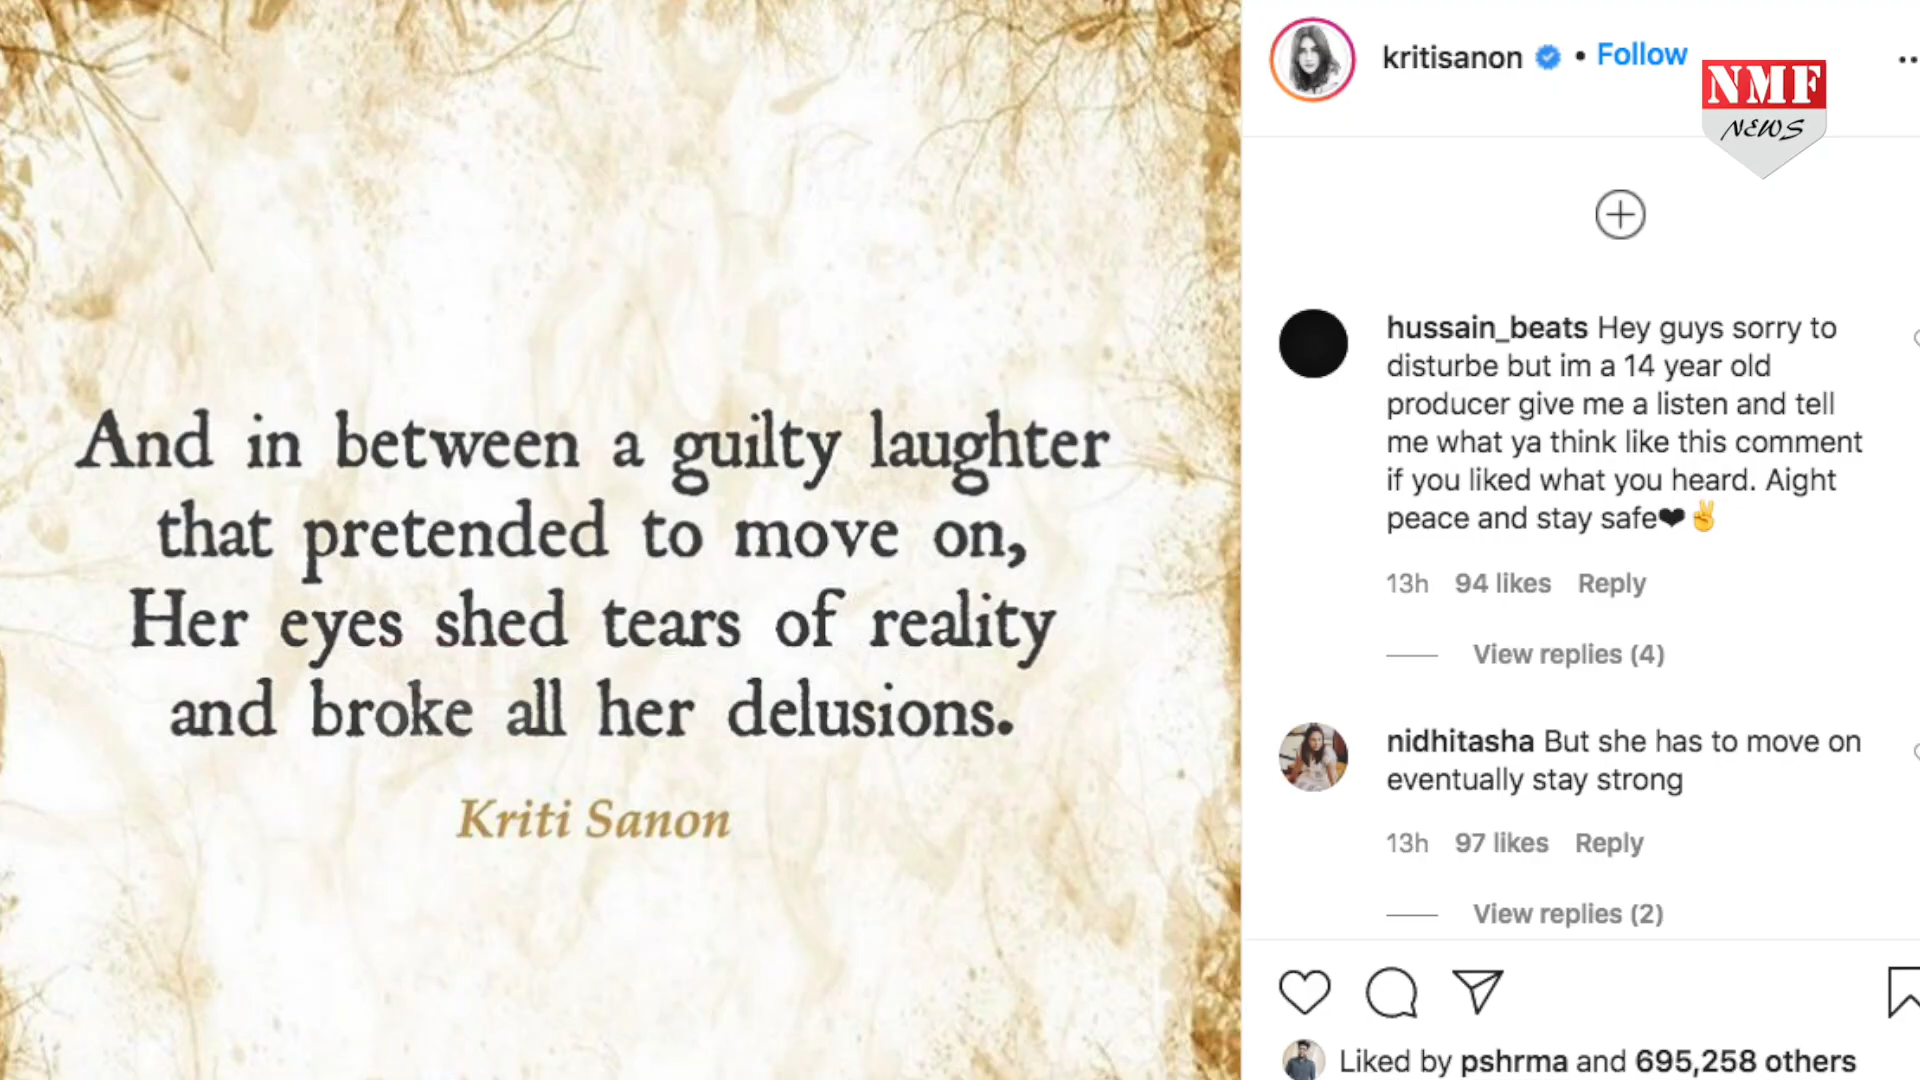 And in between a guilty laughter
that pretended to move on,
Her eyes shed tears of reality
and broke all her delusions.
Kriti Sanon
kritisanon • Follow
NMF
NEWS
hussain_beats Hey guys sorry to
disturbe but im a 14 year old
producer give me a listen and tell
me what ya think like this comment
if you liked what you heard. Aight
peace and stay safe❤✌
13h 94 likes Reply
View replies (4)
nidhitasha But she has to move on
eventually stay strong
13h 97 likes Reply
View replies (2)
Liked by pshrma and 695,258 others